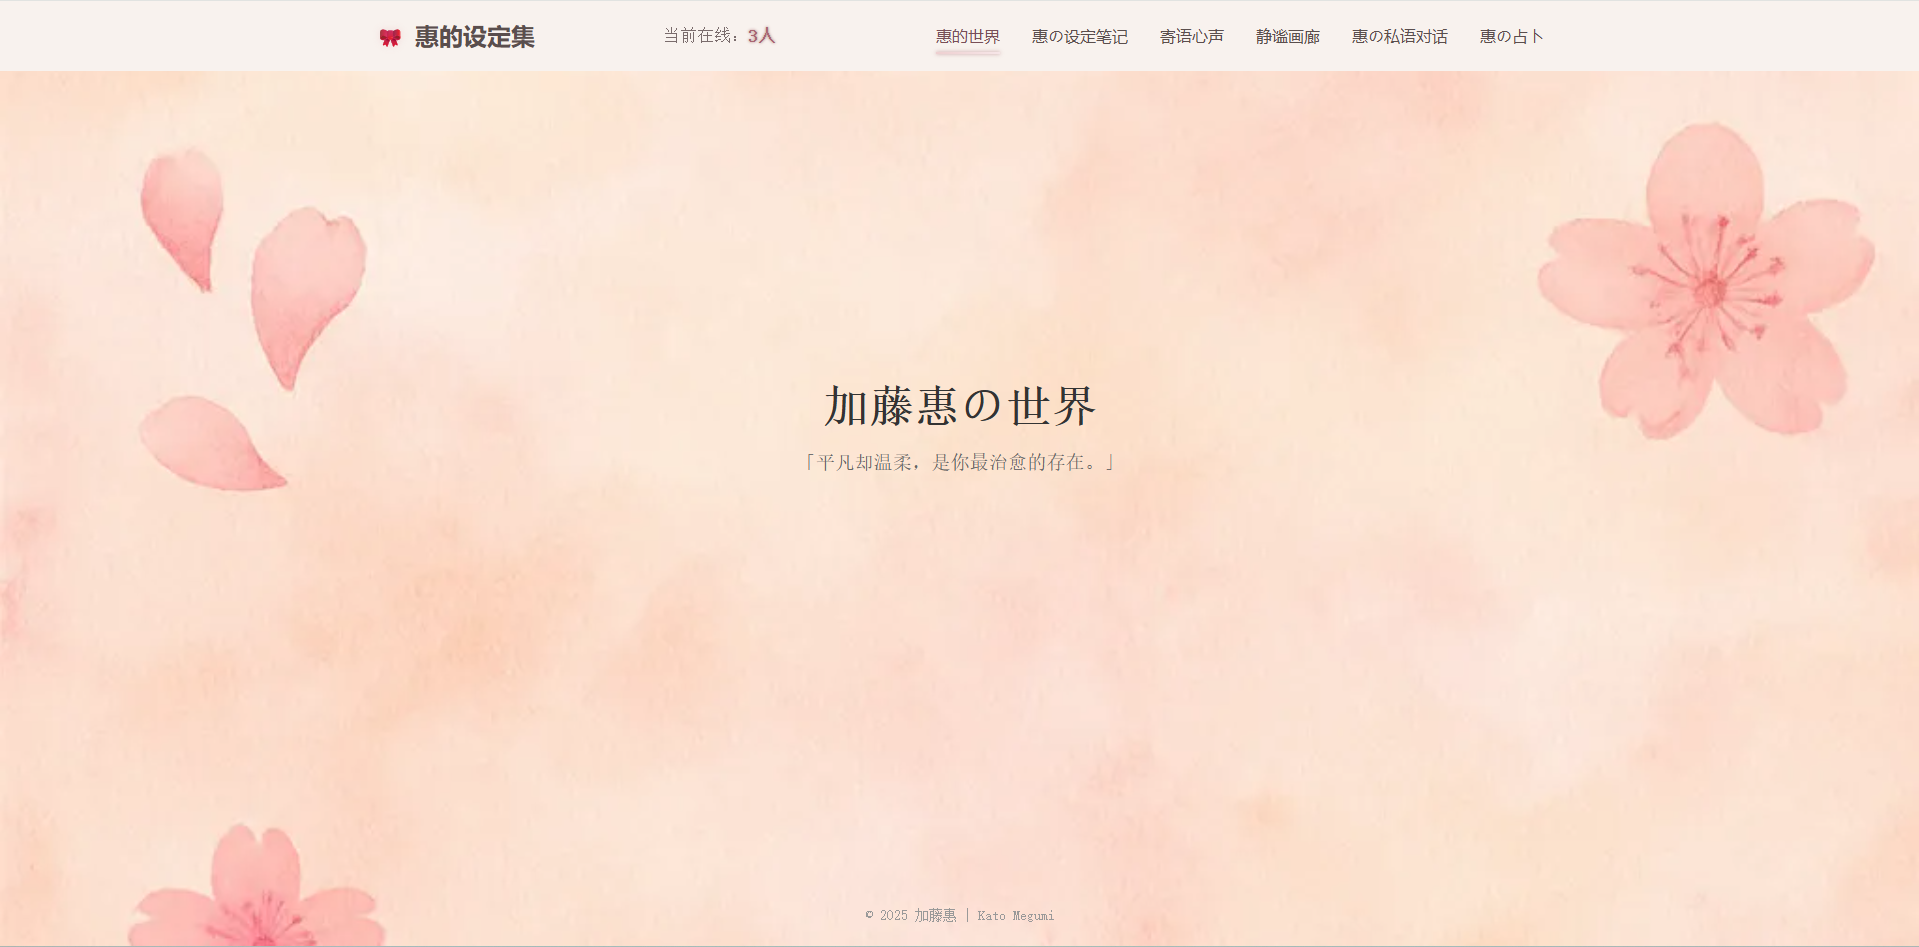 惠的设定集
当前在线：3人
惠的世界
惠の设定笔记
寄语心声
静谧画廊
惠の私语对话
惠の占卜
加藤惠の世界
「平凡却温柔，是你最治愈的存在。」
© 2025 加藤惠 | Kato Megumi